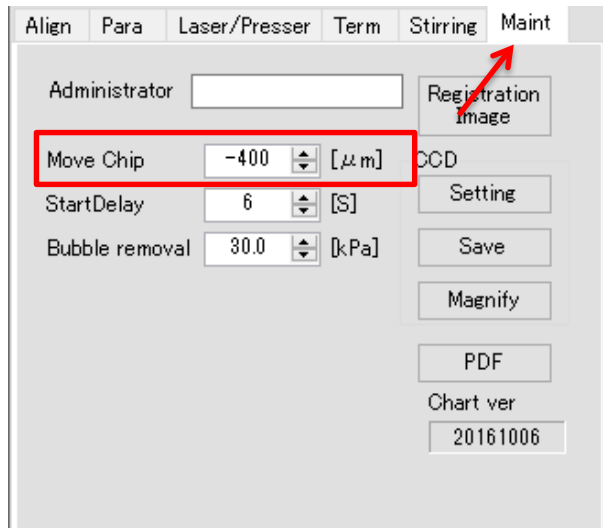 Align Para Laser/Presser Term Stirring Maint
Administrator
Registration
Image
Move Chip -400 [μm]
CCD
StartDelay 6 [S]
Setting
Bubble removal 30.0 [kPa]
Save
Magnify
PDF
Chart ver
20161006